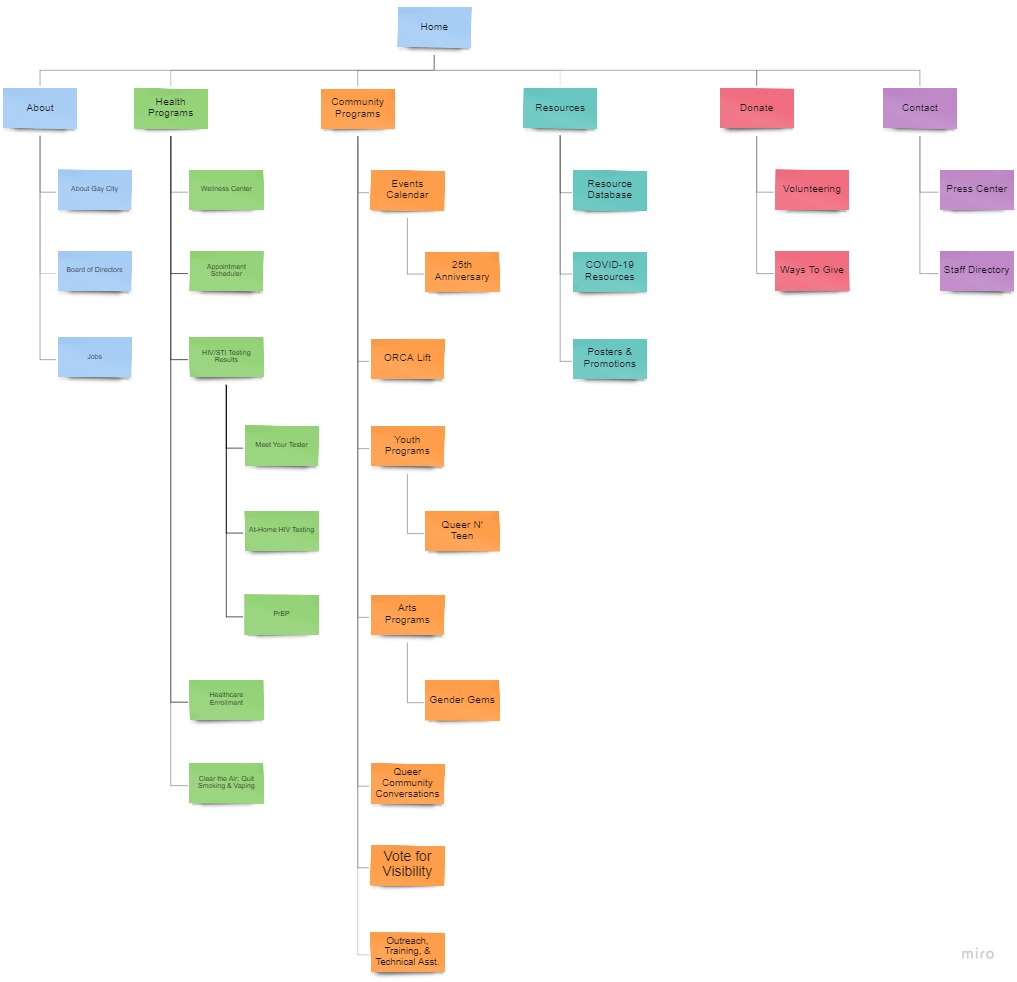 Home
About
Health
Programs
Community
Programs
Resources
Donate
Contact
About Gay City
Board of Directors
Jobs
Wellness Center
Appointment
Scheduler
HIV/STI Testing
Results
Meet Your Tester
At-Home HIV Testing
PrEP
Healthcare
Enrollment
Clear the Air: Quit
Smoking & Vaping
Events
Calendar
25th
Anniversary
ORCA Lift
Youth
Programs
Queer N'
Teen
Arts
Programs
Gender Gems
Queer
Community
Conversations
Vote for
Visibility
Outreach,
Training, &
Technical Asst.
Resource
Database
COVID-19
Resources
Posters &
Promotions
Volunteering
Ways To Give
Press Center
Staff Directory
miro